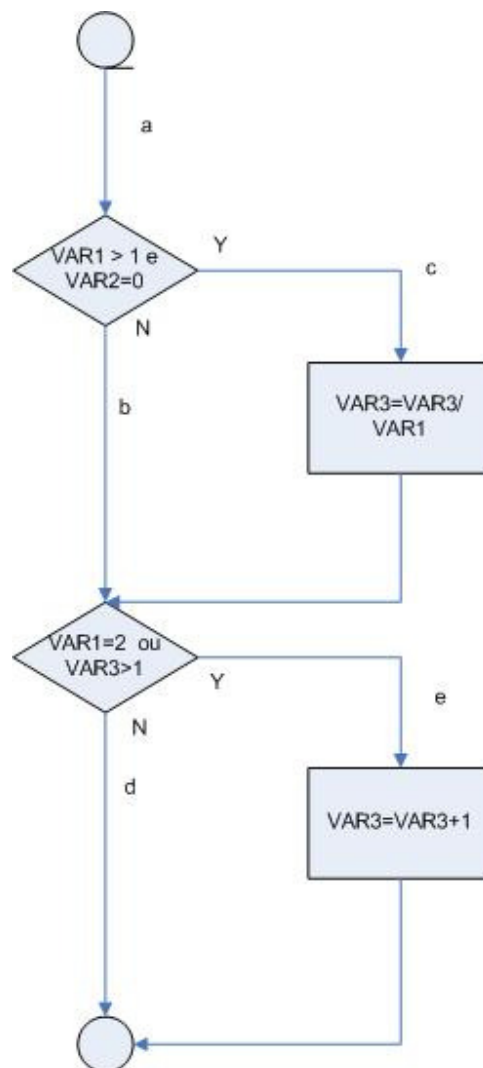 a
VAR1 > 1 e
VAR2=0
Y
c
N
b
VAR3=VAR3/
VAR1
VAR1=2 ou
VAR3>1
Y
e
N
d
VAR3=VAR3+1